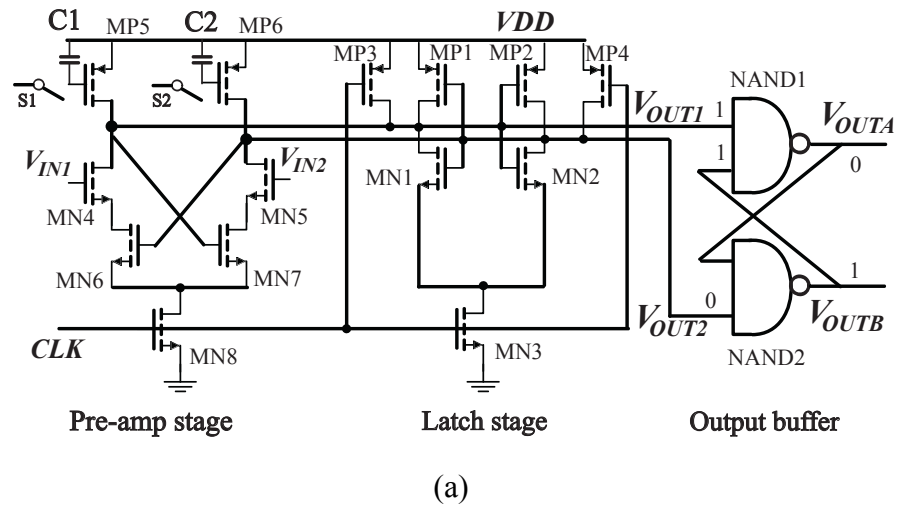 C1 MP5 C2 MP6 VDD
MP3 MP1 MP2 MP4
S1 S2
NAND1
VOUT1 1 VOUTA
VIN1 VIN2 1 0
MN4 MN5 MN1 MN2
MN6 MN7 1
VOUT2 0 VOUTB
CLK MN8 MN3 NAND2
Pre-amp stage Latch stage Output buffer
(a)